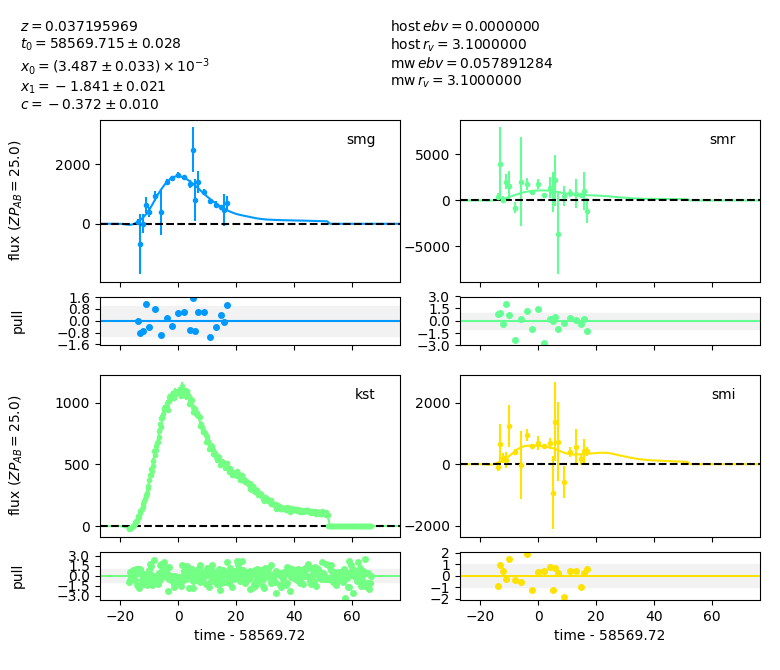 z = 0.037195969
t₀ = 58569.715 ± 0.028
x₀ = (3.487 ± 0.033) × 10⁻³
x₁ = −1.841 ± 0.021
c = −0.372 ± 0.010
host ebv = 0.0000000
host r_v = 3.1000000
mw ebv = 0.057891284
mw r_v = 3.1000000
smg
flux (ZP_AB = 25.0)
2000
0
smr
5000
0
−5000
pull
1.6
0.8
0.0
−0.8
−1.6
3.0
1.5
0.0
−1.5
−3.0
kst
flux (ZP_AB = 25.0)
1000
500
0
smi
2000
0
−2000
pull
3.0
1.5
0.0
−1.5
−3.0
2
1
0
−1
−2
−20 0 20 40 60
−20 0 20 40 60
time - 58569.72
time - 58569.72